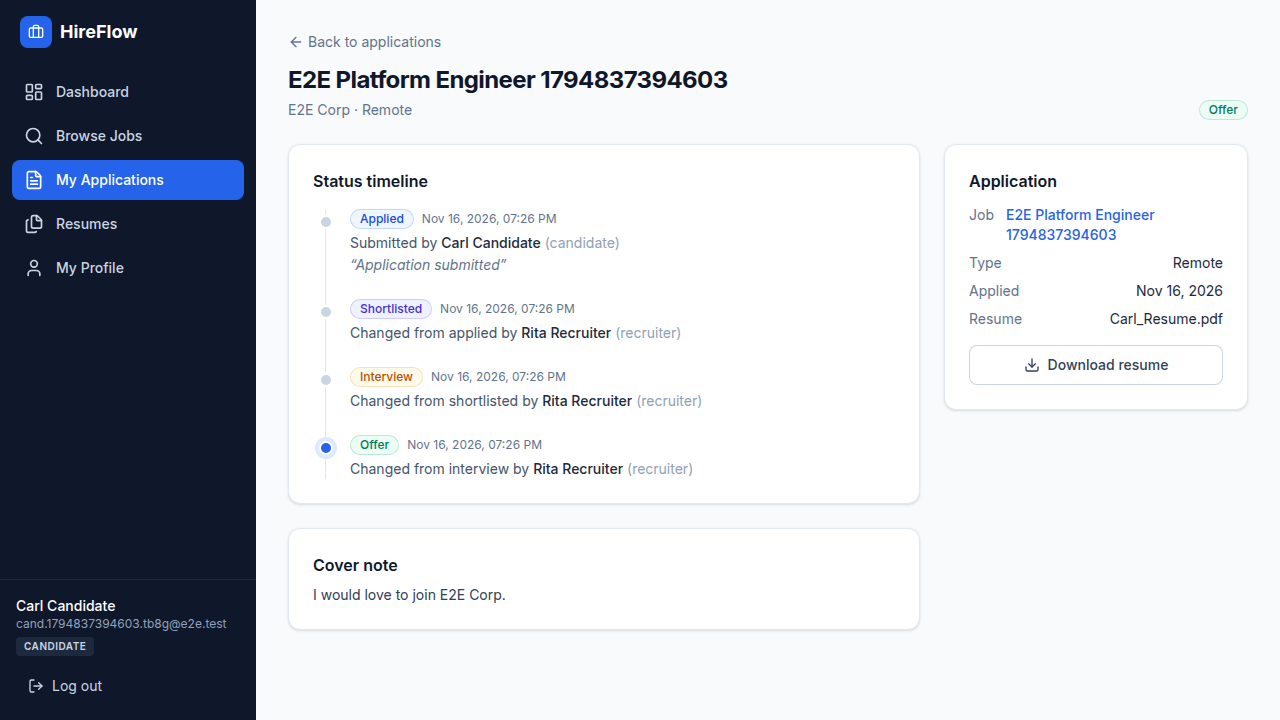 HireFlow
Dashboard
Browse Jobs
My Applications
Resumes
My Profile
Carl Candidate
cand.1794837394603.tb8g@e2e.test
CANDIDATE
Log out
Back to applications
E2E Platform Engineer 1794837394603
E2E Corp · Remote
Offer
Status timeline
Applied Nov 16, 2026, 07:26 PM
Submitted by Carl Candidate (candidate)
“Application submitted”
Shortlisted Nov 16, 2026, 07:26 PM
Changed from applied by Rita Recruiter (recruiter)
Interview Nov 16, 2026, 07:26 PM
Changed from shortlisted by Rita Recruiter (recruiter)
Offer Nov 16, 2026, 07:26 PM
Changed from interview by Rita Recruiter (recruiter)
Cover note
I would love to join E2E Corp.
Application
Job E2E Platform Engineer
1794837394603
Type Remote
Applied Nov 16, 2026
Resume Carl_Resume.pdf
Download resume